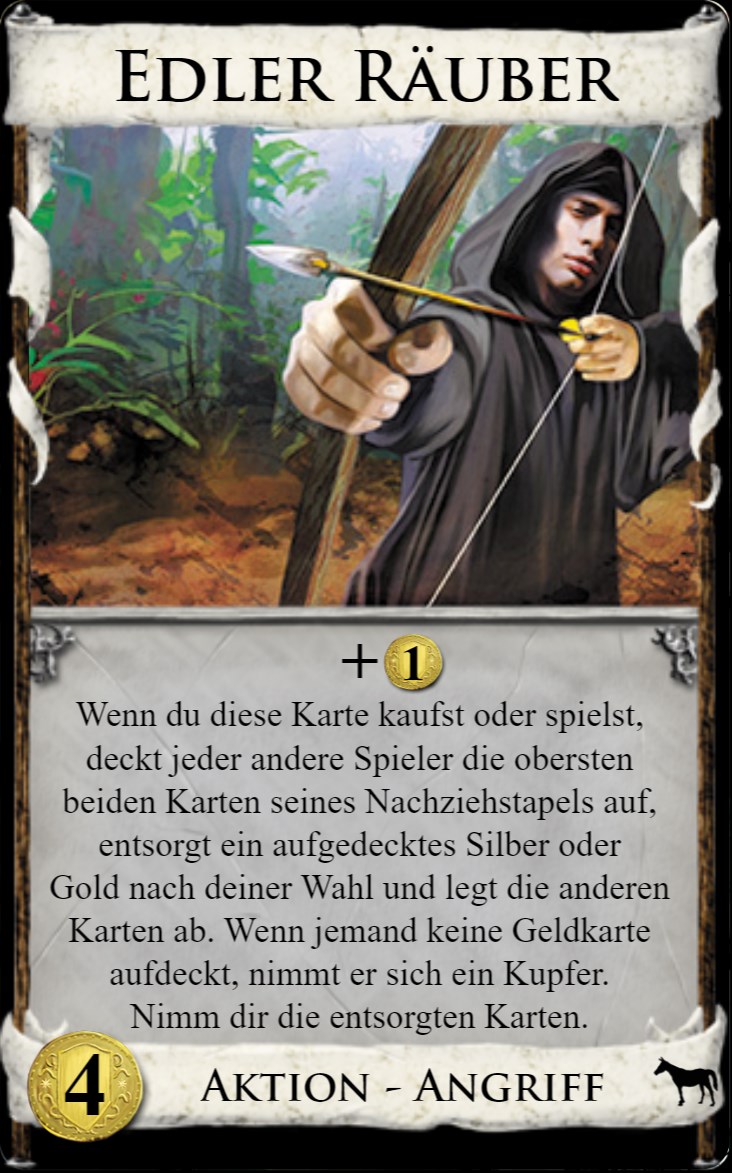 EDLER RÄUBER
+1
Wenn du diese Karte kaufst oder spielst,
deckt jeder andere Spieler die obersten
beiden Karten seines Nachziehstapels auf,
entsorgt ein aufgedecktes Silber oder
Gold nach deiner Wahl und legt die anderen
Karten ab. Wenn jemand keine Geldkarte
aufdeckt, nimmt er sich ein Kupfer.
Nimm dir die entsorgten Karten.
4
AKTION - ANGRIFF